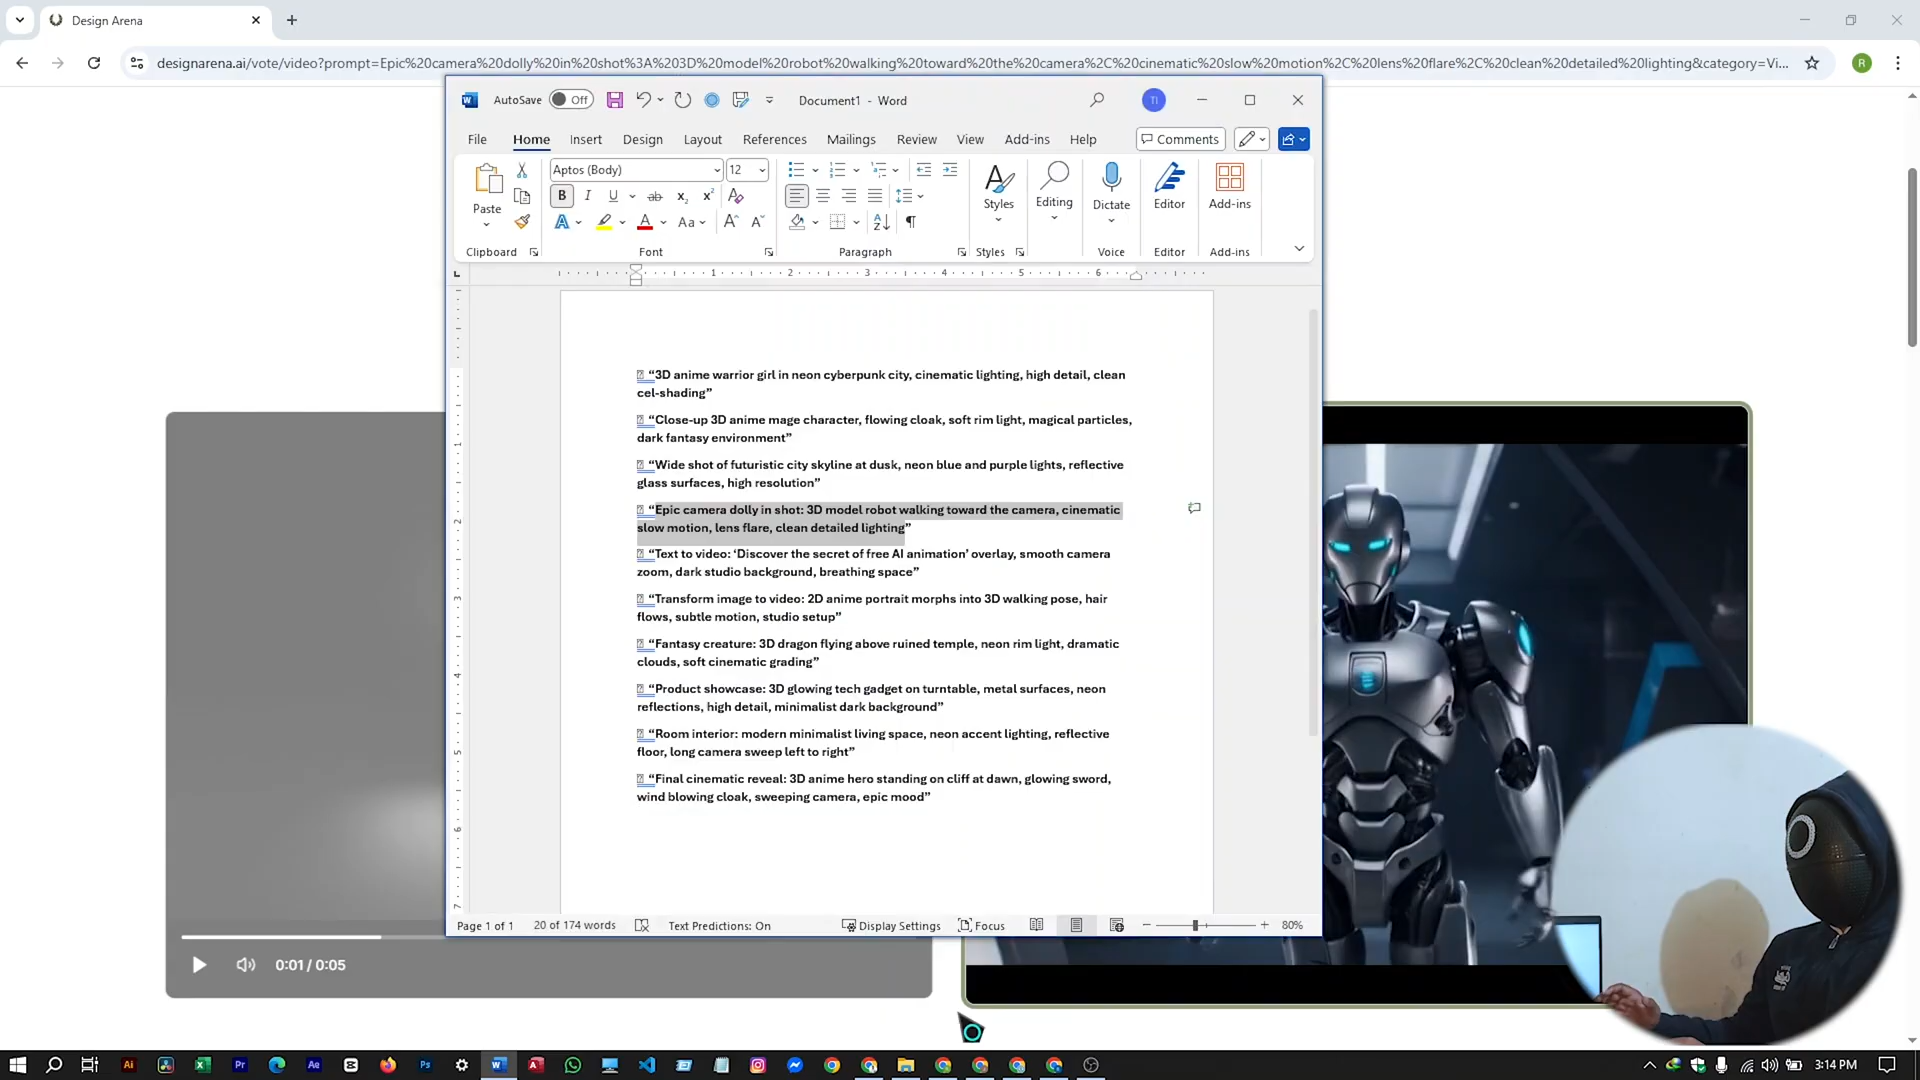 Design Arena
designarena.ai/vote/video?prompt=Epic%20camera%20dolly%20in%20shot%3A%203D%20model%20robot%20walking%20toward%20the%20camera%2C%20cinematic%20slow%20motion%2C%20lens%20flare%2C%20clean%20detailed%20lighting&category=Vi...
R
AutoSave Off Document1 - Word TI
File Home Insert Design Layout References Mailings Review View Add-ins Help Comments
Aptos (Body) 12
Paste Styles Editing Dictate Editor Add-ins
Clipboard Font Paragraph Styles Voice Editor Add-ins
1 2 3 4 5 6
“3D anime warrior girl in neon cyberpunk city, cinematic lighting, high detail, clean
cel-shading”
“Close-up 3D anime mage character, flowing cloak, soft rim light, magical particles,
dark fantasy environment”
“Wide shot of futuristic city skyline at dusk, neon blue and purple lights, reflective
glass surfaces, high resolution”
“Epic camera dolly in shot: 3D model robot walking toward the camera, cinematic
slow motion, lens flare, clean detailed lighting”
“Text to video: ‘Discover the secret of free AI animation’ overlay, smooth camera
zoom, dark studio background, breathing space”
“Transform image to video: 2D anime portrait morphs into 3D walking pose, hair
flows, subtle motion, studio setup”
“Fantasy creature: 3D dragon flying above ruined temple, neon rim light, dramatic
clouds, soft cinematic grading”
“Product showcase: 3D glowing tech gadget on turntable, metal surfaces, neon
reflections, high detail, minimalist dark background”
“Room interior: modern minimalist living space, neon accent lighting, reflective
floor, long camera sweep left to right”
“Final cinematic reveal: 3D anime hero standing on cliff at dawn, glowing sword,
wind blowing cloak, sweeping camera, epic mood”
Page 1 of 1 20 of 174 words Text Predictions: On Display Settings Focus 80%
0:01 / 0:05
3:14 PM